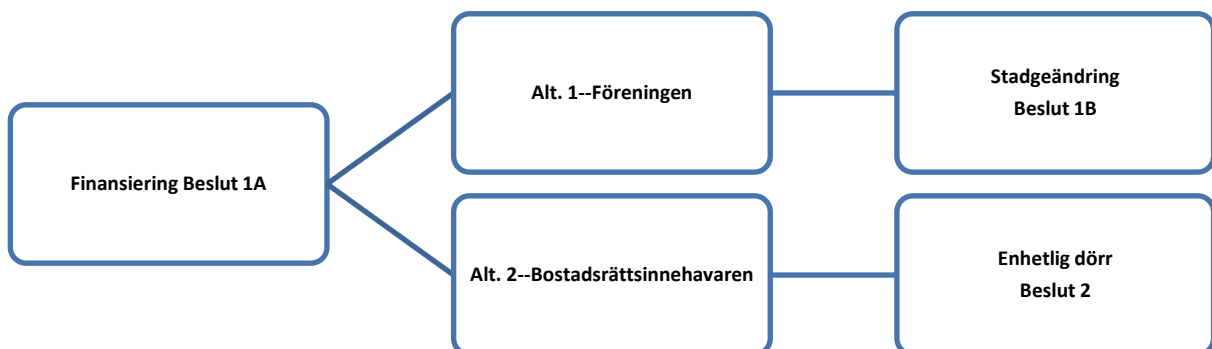 Finansiering Beslut 1A
Alt. 1--Föreningen
Stadgeändring
Beslut 1B
Alt. 2--Bostadsrättsinnehavaren
Enhetlig dörr
Beslut 2